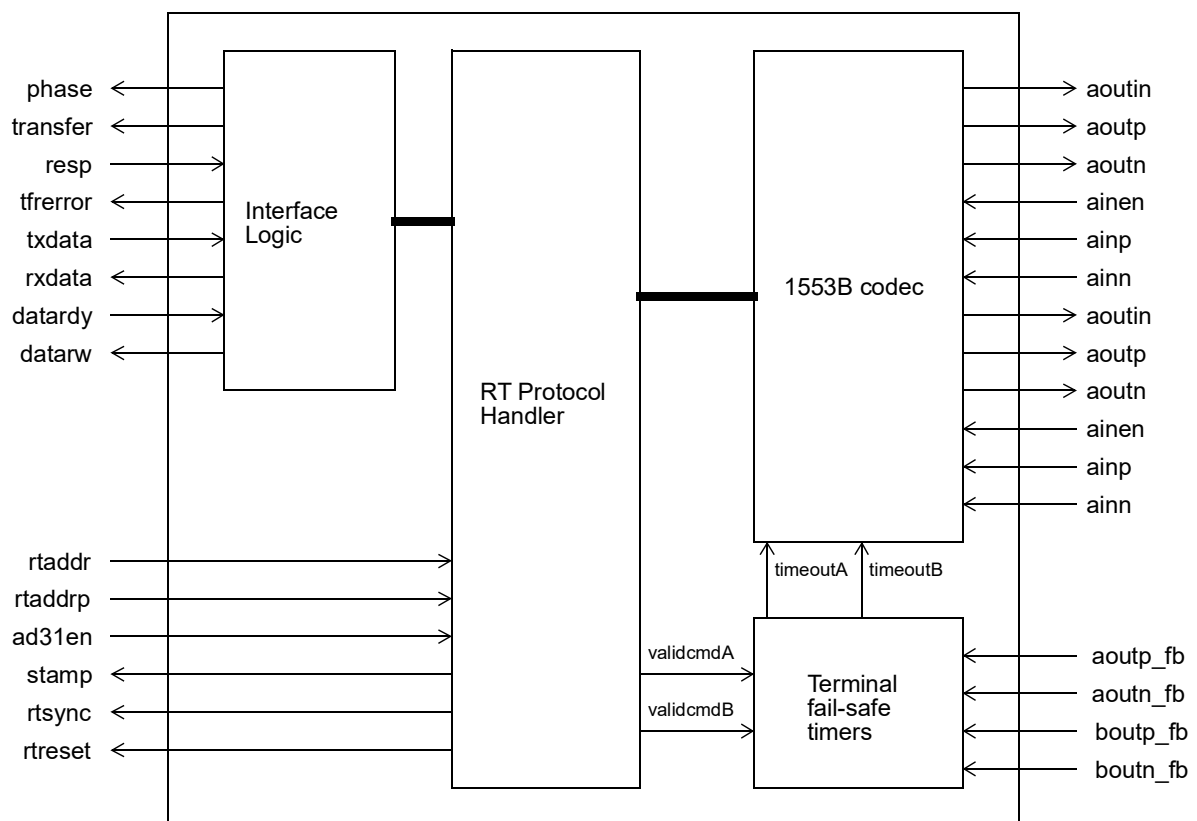 phase
transfer
resp
tfrerror
txdata
rxdata
datardy
datarw
Interface
Logic
RT Protocol
Handler
1553B codec
aoutin
aoutp
aoutn
ainen
ainp
ainn
aoutin
aoutp
aoutn
ainen
ainp
ainn
rtaddr
rtaddrp
ad31en
stamp
rtsync
rtreset
timeoutA
timeoutB
validcmdA
validcmdB
Terminal
fail-safe
timers
aoutp_fb
aoutn_fb
boutp_fb
boutn_fb